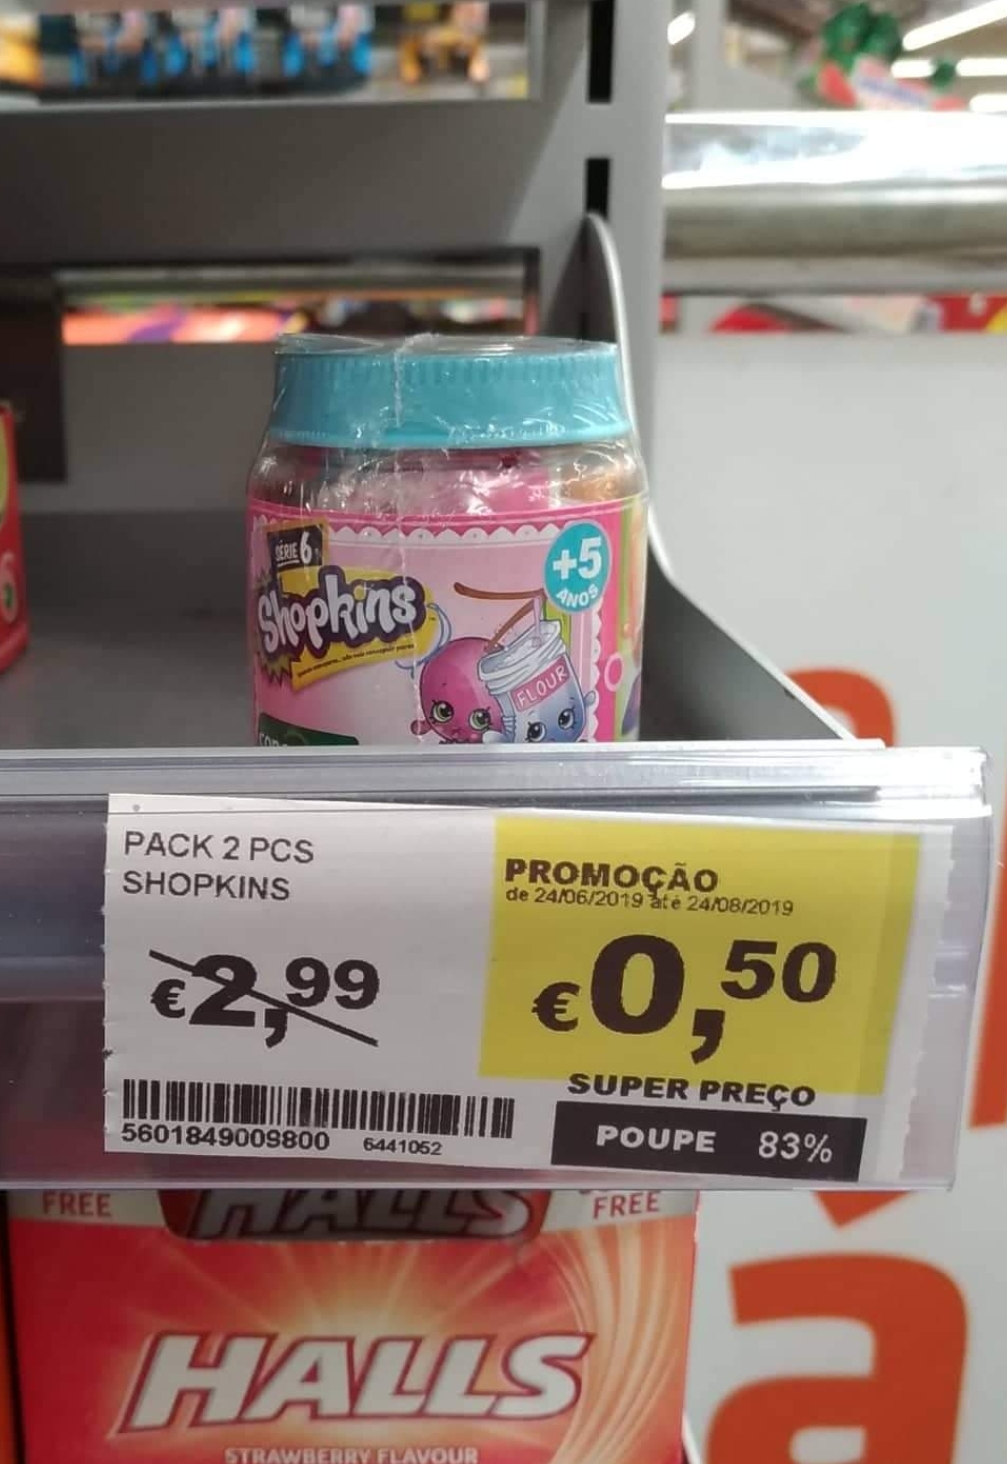 SÉRIE 6
Shopkins
+5
ANOS
FLOUR
PACK 2 PCS
SHOPKINS
€2,99
5601849009800 6441052
PROMOÇÃO
de 24/06/2019 até 24/08/2019
€0,50
SUPER PREÇO
POUPE 83%
FREE
HALLS
FREE
HALLS
STRAWBERRY FLAVOUR
a